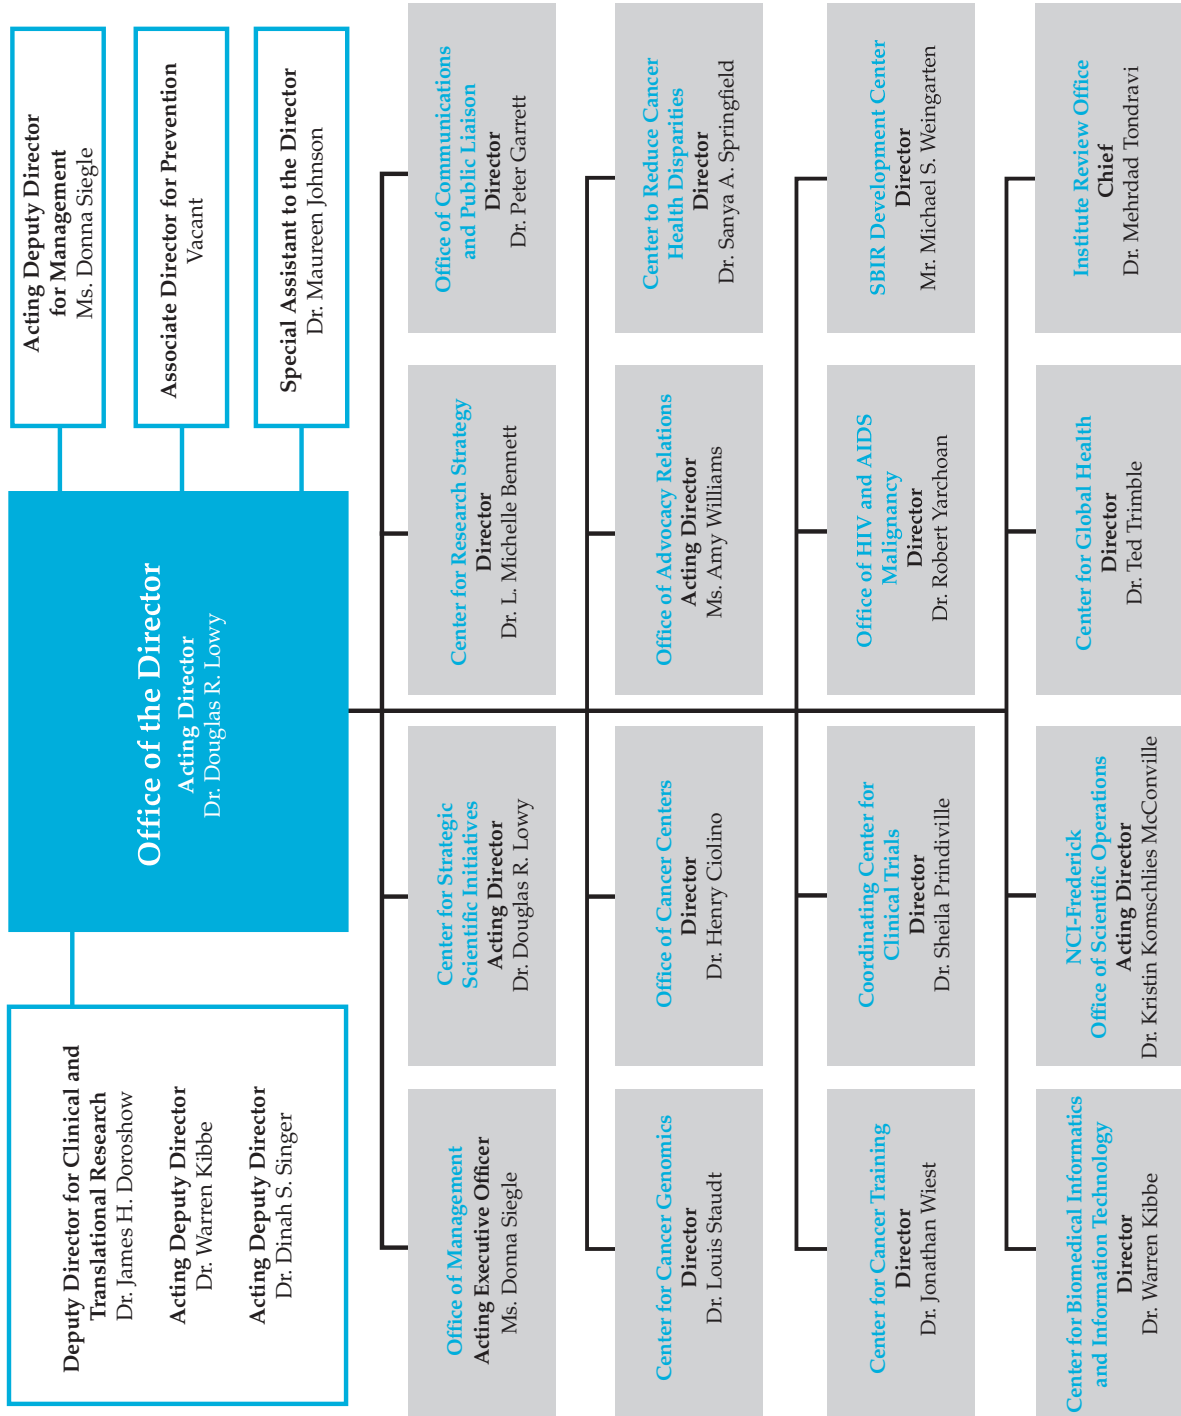 Office of the Director
Acting Director
Dr. Douglas R. Lowy
Deputy Director for Clinical and
Translational Research
Dr. James H. Doroshow
Acting Deputy Director
Dr. Warren Kibbe
Acting Deputy Director
Dr. Dinah S. Singer
Acting Deputy Director
for Management
Ms. Donna Siegle
Associate Director for Prevention
Vacant
Special Assistant to the Director
Dr. Maureen Johnson
Office of Management
Acting Executive Officer
Ms. Donna Siegle
Center for Strategic
Scientific Initiatives
Acting Director
Dr. Douglas R. Lowy
Center for Research Strategy
Director
Dr. L. Michelle Bennett
Office of Communications
and Public Liaison
Director
Dr. Peter Garrett
Center for Cancer Genomics
Director
Dr. Louis Staudt
Office of Cancer Centers
Director
Dr. Henry Ciolino
Office of Advocacy Relations
Acting Director
Ms. Amy Williams
Center to Reduce Cancer
Health Disparities
Director
Dr. Sanya A. Springfield
Center for Cancer Training
Director
Dr. Jonathan Wiest
Coordinating Center for
Clinical Trials
Director
Dr. Sheila Prindiville
Office of HIV and AIDS
Malignancy
Director
Dr. Robert Yarchoan
SBIR Development Center
Director
Mr. Michael S. Weingarten
Center for Biomedical Informatics
and Information Technology
Director
Dr. Warren Kibbe
NCI-Frederick
Office of Scientific Operations
Acting Director
Dr. Kristin Komschlies McConville
Center for Global Health
Director
Dr. Ted Trimble
Institute Review Office
Chief
Dr. Mehrdad Tondravi